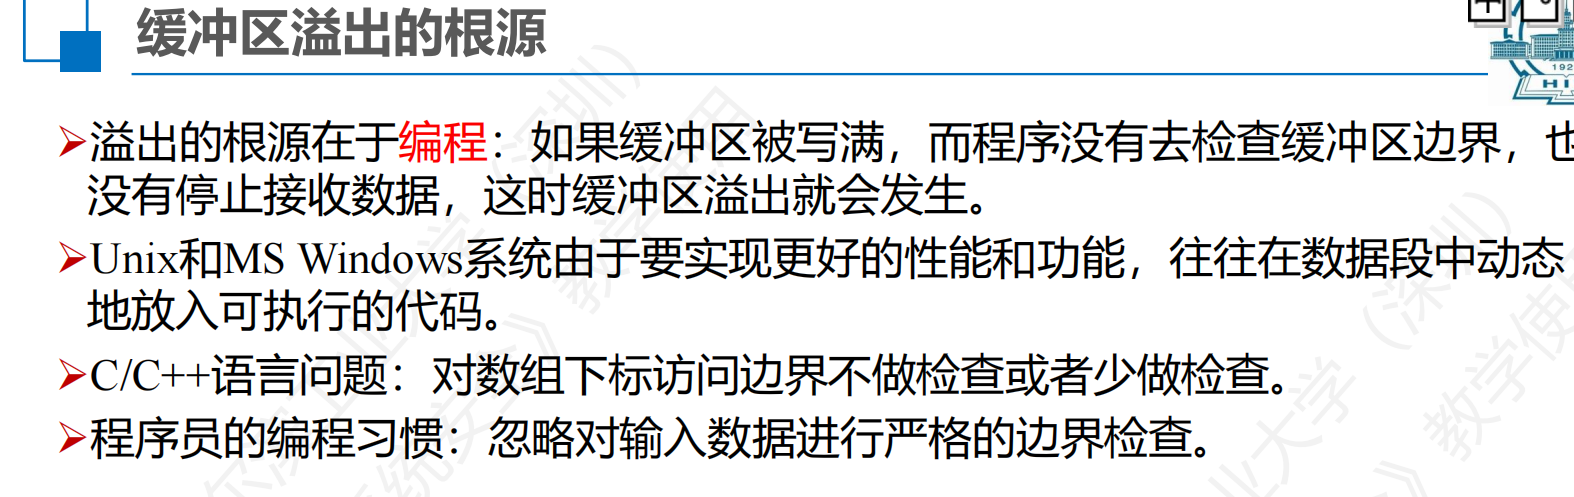 缓冲区溢出的根源
➢溢出的根源在于编程：如果缓冲区被写满，而程序没有去检查缓冲区边界，也
没有停止接收数据，这时缓冲区溢出就会发生。
➢Unix和MS Windows系统由于要实现更好的性能和功能，往往在数据段中动态
地放入可执行的代码。
➢C/C++语言问题：对数组下标访问边界不做检查或者少做检查。
➢程序员的编程习惯：忽略对输入数据进行严格的边界检查。